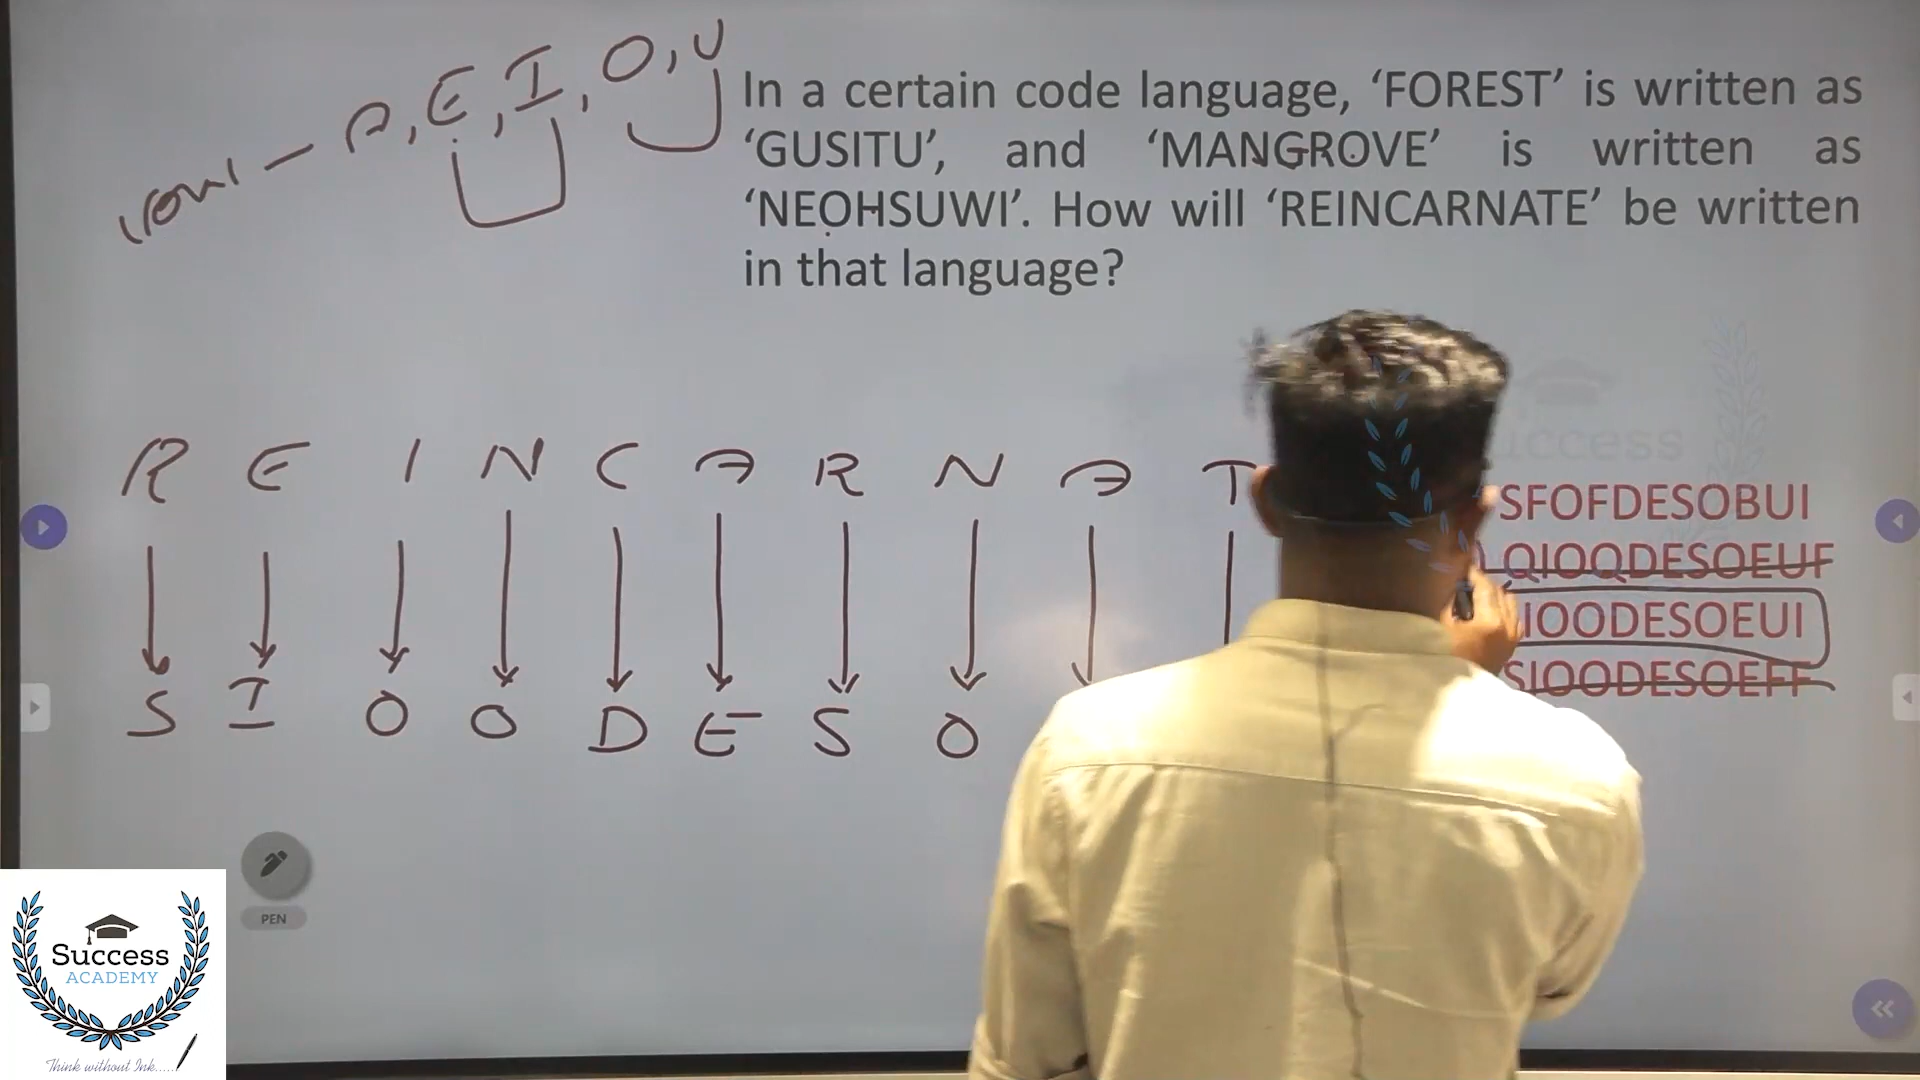 Vowel - A, E, I, O, U
In a certain code language, ‘FOREST’ is written as
‘GUSITU’, and ‘MANGROVE’ is written as
‘NEOHSUWI’. How will ‘REINCARNATE’ be written
in that language?
R E I N C A R N A T
S I O O D E S O
SFOFDESOBUI
QIOQDESOEUF
IOODESOEUI
SIOODESOEFF
PEN
Success
ACADEMY
Think without Ink.....